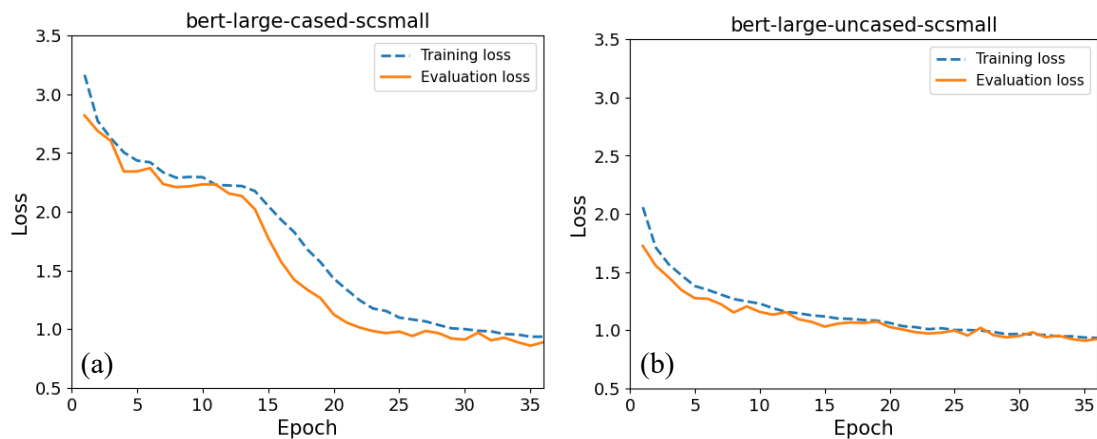 bert-large-cased-scsmall
3.5
3.0
2.5
2.0
1.5
1.0
0.5
Loss
Training loss
Evaluation loss
(a)
0 5 10 15 20 25 30 35
Epoch
bert-large-uncased-scsmall
3.5
3.0
2.5
2.0
1.5
1.0
0.5
Loss
Training loss
Evaluation loss
(b)
0 5 10 15 20 25 30 35
Epoch